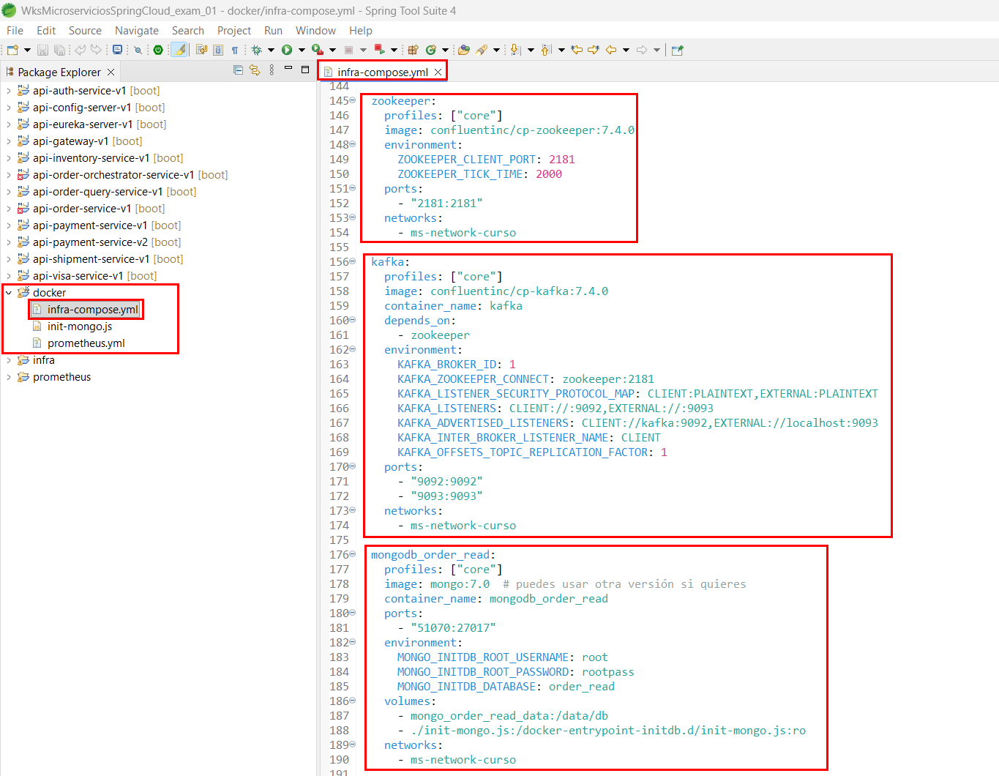 WksMicroserviciosSpringCloud_exam_01 - docker/infra-compose.yml - Spring Tool Suite 4
File Edit Source Navigate Search Project Run Window Help
Package Explorer
api-auth-service-v1 [boot]
api-config-server-v1 [boot]
api-eureka-server-v1 [boot]
api-gateway-v1 [boot]
api-inventory-service-v1 [boot]
api-order-orchestrator-service-v1 [boot]
api-order-query-service-v1 [boot]
api-order-service-v1 [boot]
api-payment-service-v1 [boot]
api-payment-service-v2 [boot]
api-shipment-service-v1 [boot]
api-visa-service-v1 [boot]
docker
infra-compose.yml
init-mongo.js
prometheus.yml
infra
prometheus
infra-compose.yml
144
145 zookeeper:
146 profiles: ["core"]
147 image: confluentinc/cp-zookeeper:7.4.0
148 environment:
149 ZOOKEEPER_CLIENT_PORT: 2181
150 ZOOKEEPER_TICK_TIME: 2000
151 ports:
152 - "2181:2181"
153 networks:
154 - ms-network-curso
155
156 kafka:
157 profiles: ["core"]
158 image: confluentinc/cp-kafka:7.4.0
159 container_name: kafka
160 depends_on:
161 - zookeeper
162 environment:
163 KAFKA_BROKER_ID: 1
164 KAFKA_ZOOKEEPER_CONNECT: zookeeper:2181
165 KAFKA_LISTENER_SECURITY_PROTOCOL_MAP: CLIENT:PLAINTEXT,EXTERNAL:PLAINTEXT
166 KAFKA_LISTENERS: CLIENT://:9092,EXTERNAL://:9093
167 KAFKA_ADVERTISED_LISTENERS: CLIENT://kafka:9092,EXTERNAL://localhost:9093
168 KAFKA_INTER_BROKER_LISTENER_NAME: CLIENT
169 KAFKA_OFFSETS_TOPIC_REPLICATION_FACTOR: 1
170 ports:
171 - "9092:9092"
172 - "9093:9093"
173 networks:
174 - ms-network-curso
175
176 mongodb_order_read:
177 profiles: ["core"]
178 image: mongo:7.0 # puedes usar otra versión si quieres
179 container_name: mongodb_order_read
180 ports:
181 - "51070:27017"
182 environment:
183 MONGO_INITDB_ROOT_USERNAME: root
184 MONGO_INITDB_ROOT_PASSWORD: rootpass
185 MONGO_INITDB_DATABASE: order_read
186 volumes:
187 - mongo_order_read_data:/data/db
188 - ./init-mongo.js:/docker-entrypoint-initdb.d/init-mongo.js:ro
189 networks:
190 - ms-network-curso
191